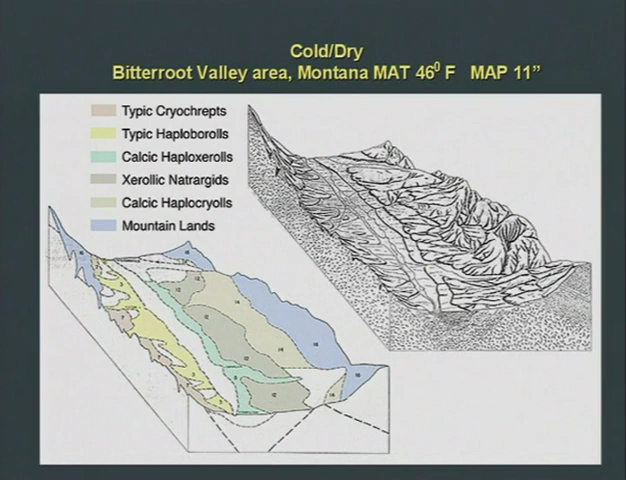 Cold/Dry
Bitterroot Valley area, Montana MAT 46⁰ F MAP 11”
Typic Cryochrepts
Typic Haploborolls
Calcic Haploxerolls
Xerollic Natrargids
Calcic Haplocryolls
Mountain Lands